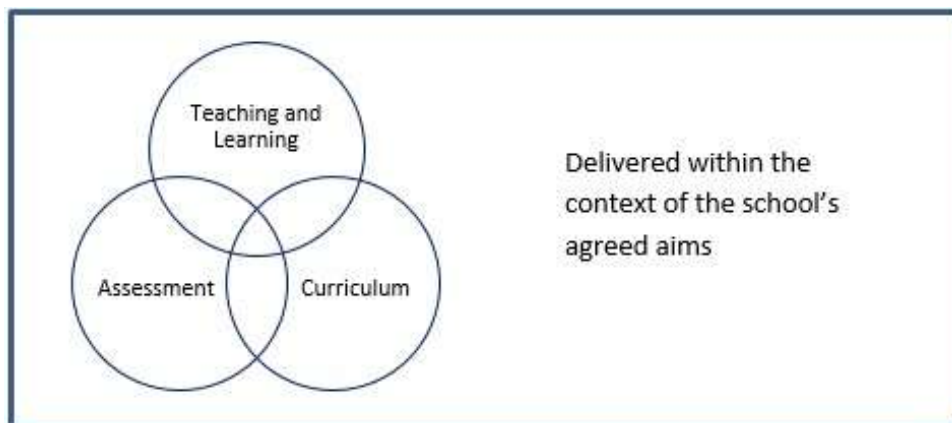 Teaching and
Learning
Assessment
Curriculum
Delivered within the
context of the school's
agreed aims